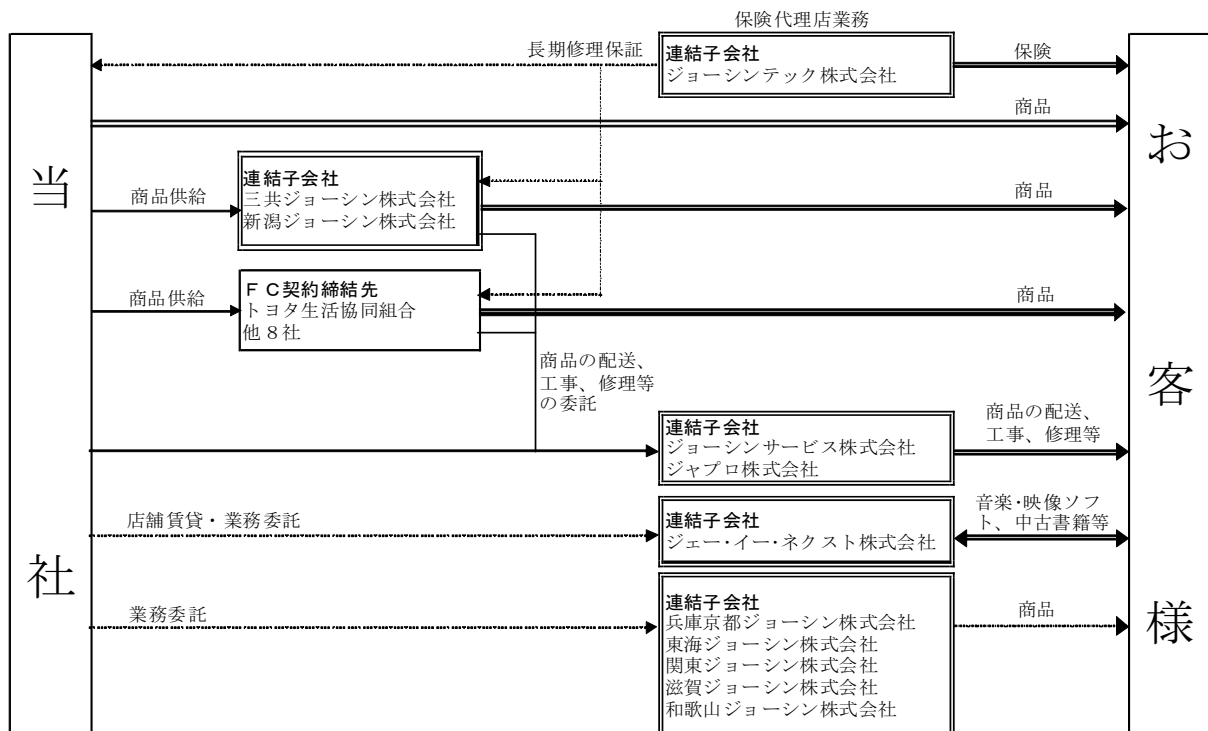 保険代理店業務
長期修理保証
連結子会社
ジョーシンテック株式会社
保険
商品
当
社
お
客
様
連結子会社
三共ジョーシン株式会社
新潟ジョーシン株式会社
商品供給
商品
ＦＣ契約締結先
トヨタ生活協同組合
他８社
商品供給
商品
商品の配送、
工事、修理等
の委託
連結子会社
ジョーシンサービス株式会社
ジャプロ株式会社
商品の配送、
工事、修理等
店舗賃貸・業務委託
連結子会社
ジェー・イー・ネクスト株式会社
音楽・映像ソフ
ト、中古書籍等
業務委託
連結子会社
兵庫京都ジョーシン株式会社
東海ジョーシン株式会社
関東ジョーシン株式会社
滋賀ジョーシン株式会社
和歌山ジョーシン株式会社
商品